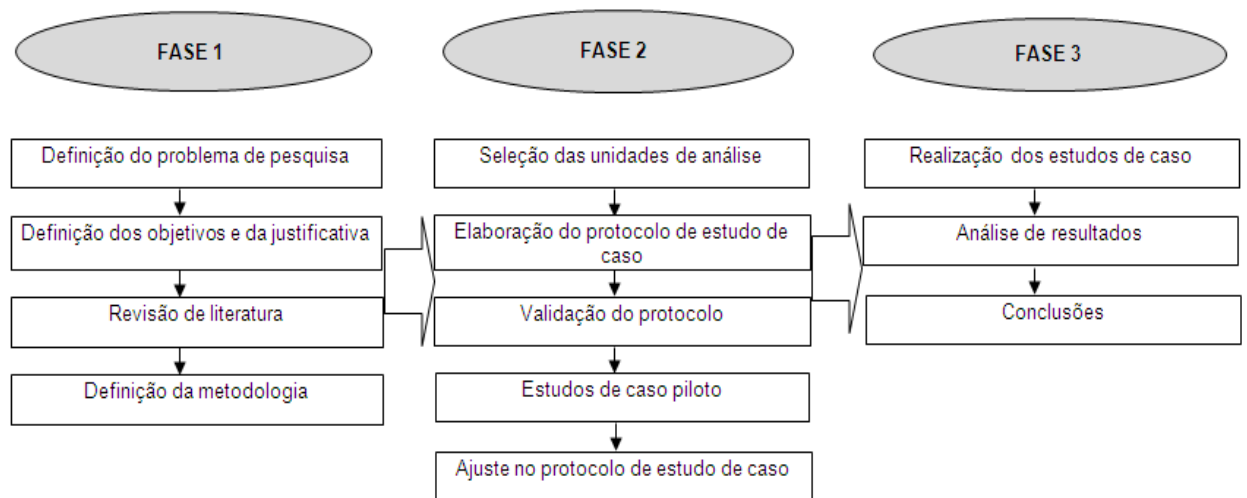 FASE 1
Definição do problema de pesquisa
Definição dos objetivos e da justificativa
Revisão de literatura
Definição da metodologia
FASE 2
Seleção das unidades de análise
Elaboração do protocolo de estudo de
caso
Validação do protocolo
Estudos de caso piloto
Ajuste no protocolo de estudo de caso
FASE 3
Realização dos estudos de caso
Análise de resultados
Conclusões